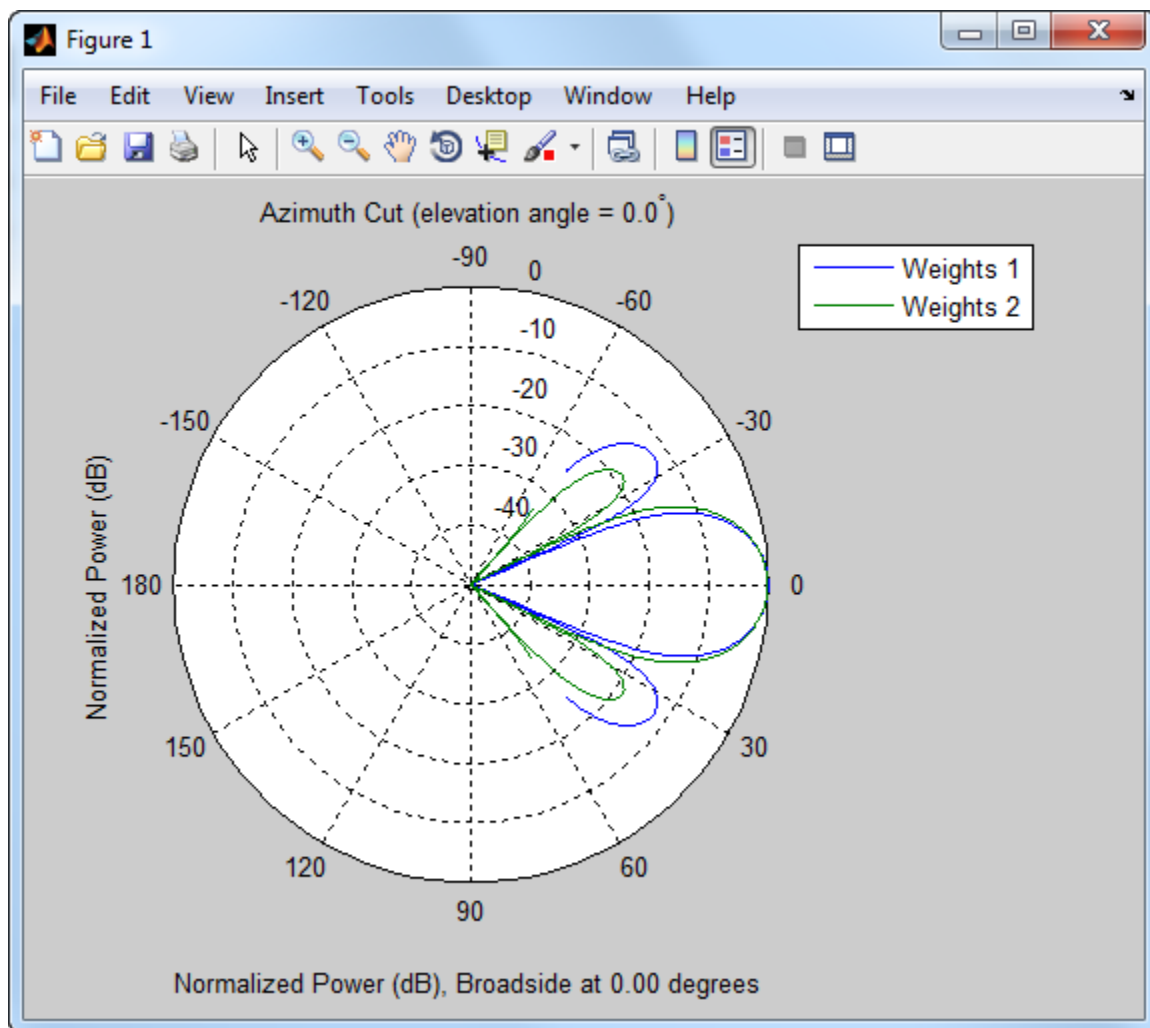 Figure 1
File Edit View Insert Tools Desktop Window Help
Azimuth Cut (elevation angle = 0.0°)
Weights 1
Weights 2
-90
0
-120
-60
-10
-20
-150
-30
-30
-40
Normalized Power (dB)
180
0
150
30
120
60
90
Normalized Power (dB), Broadside at 0.00 degrees